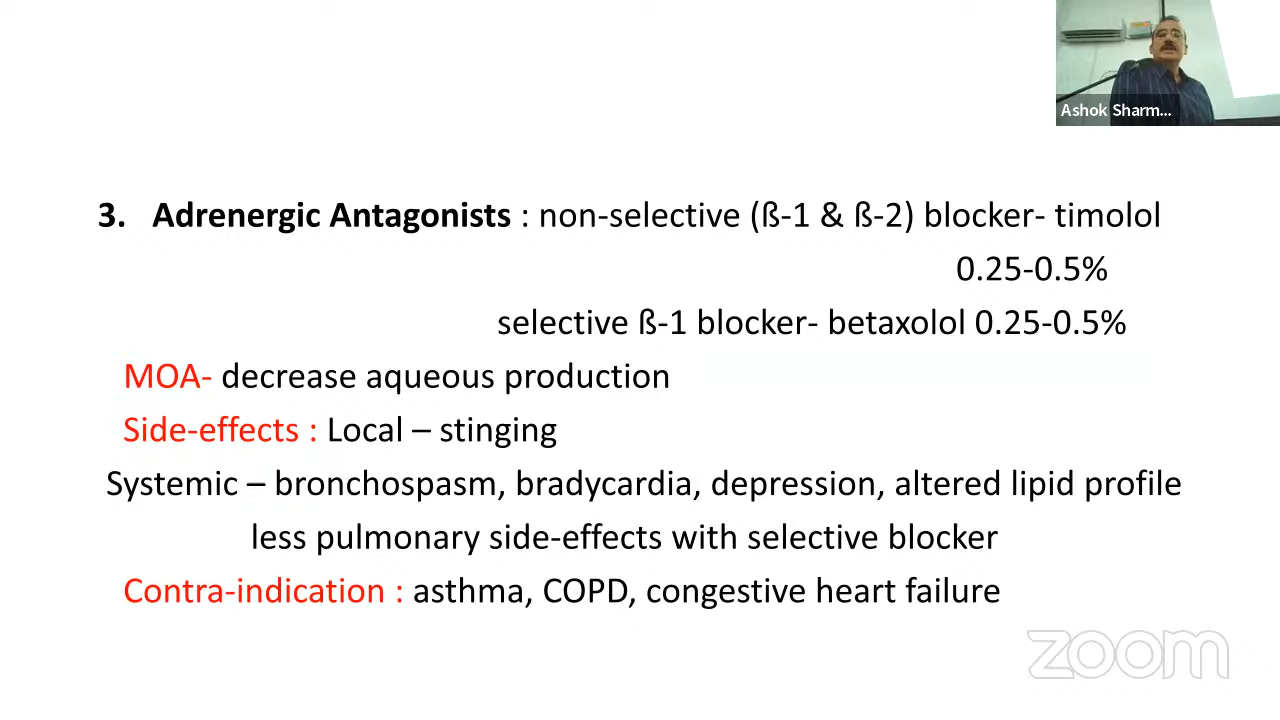 Ashok Sharm...
3. Adrenergic Antagonists : non-selective (ß-1 & ß-2) blocker- timolol
0.25-0.5%
selective ß-1 blocker- betaxolol 0.25-0.5%
MOA- decrease aqueous production
Side-effects : Local – stinging
Systemic – bronchospasm, bradycardia, depression, altered lipid profile
less pulmonary side-effects with selective blocker
Contra-indication : asthma, COPD, congestive heart failure
zoom